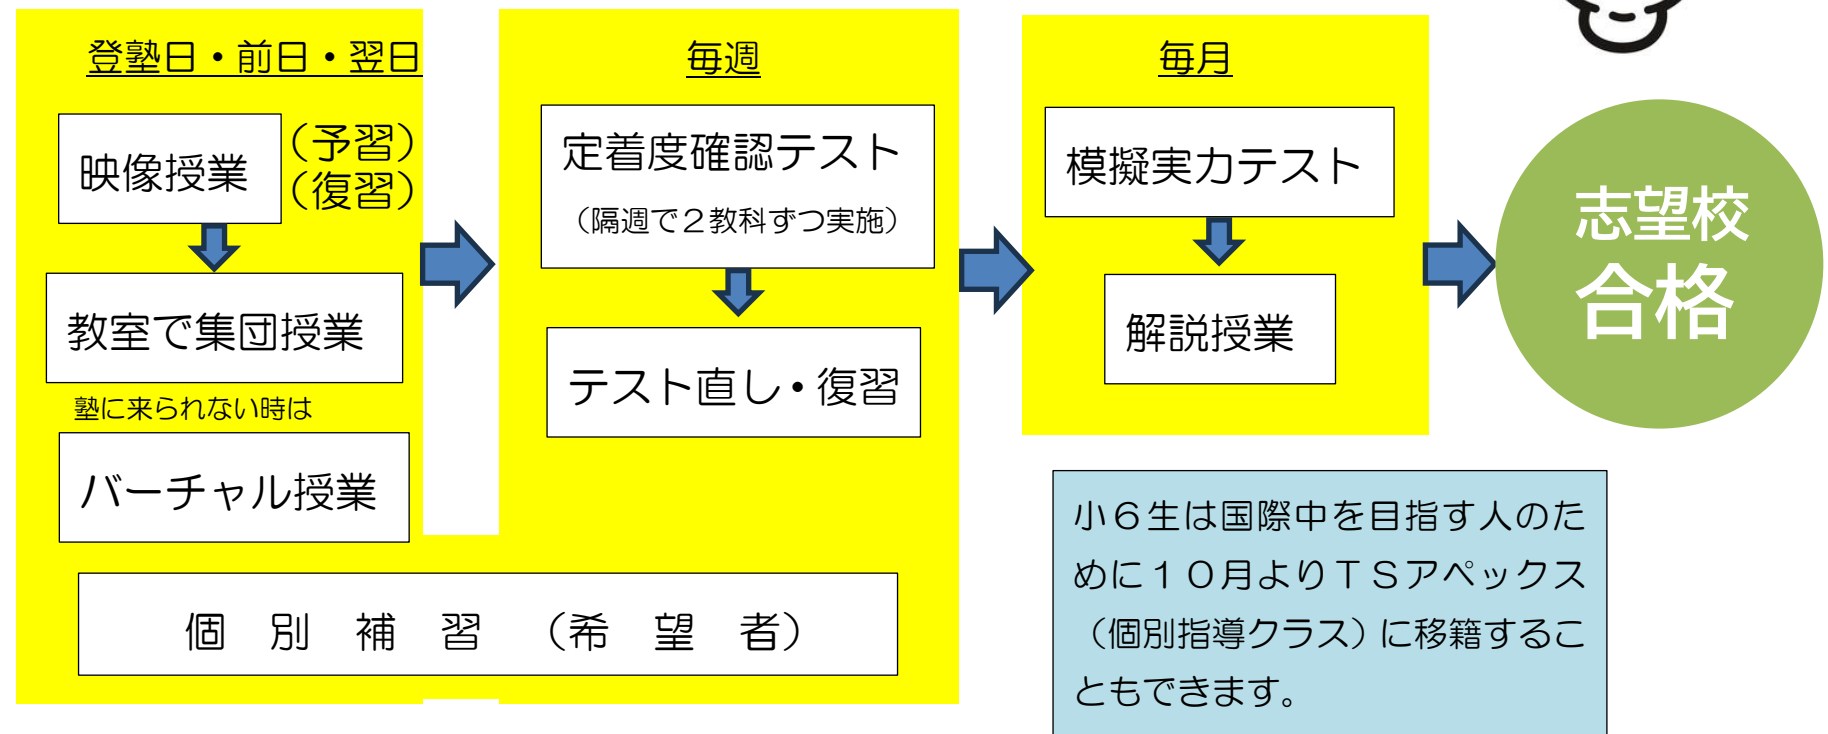 登塾日・前日・翌日
映像授業
（予習）
（復習）
教室で集団授業
塾に来られない時は
バーチャル授業
毎週
定着度確認テスト
（隔週で２教科ずつ実施）
テスト直し・復習
個別補習（希望者）
毎月
模擬実力テスト
解説授業
志望校
合格
小６生は国際中を目指す人のた
めに１０月よりＴＳアペックス
（個別指導クラス）に移籍するこ
ともできます。